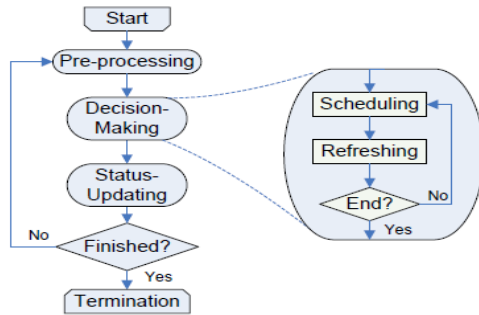 Start
Pre-processing
Decision-
Making
Status-
Updating
No
Finished?
Yes
Termination
Scheduling
Refreshing
No
End?
Yes